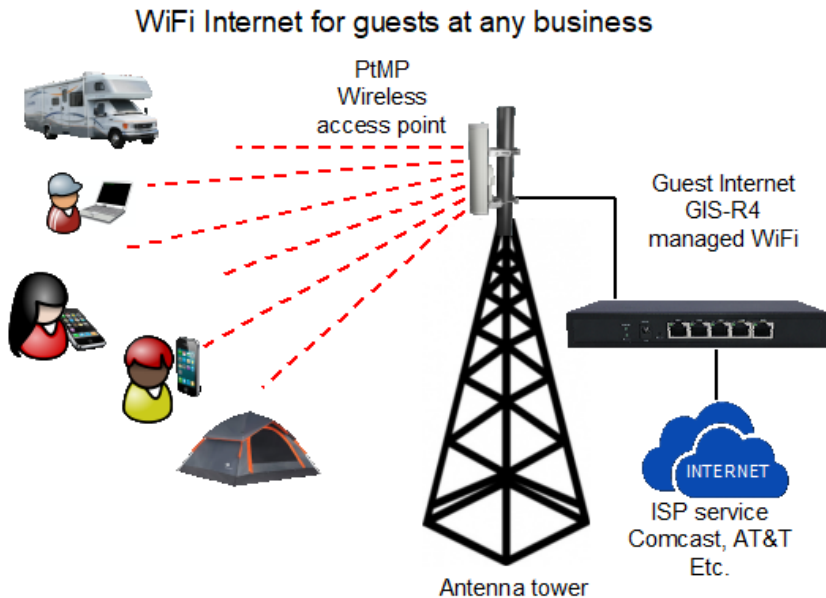 WiFi Internet for guests at any business
PtMP
Wireless
access point
Guest Internet
GIS-R4
managed WiFi
INTERNET
ISP service
Comcast, AT&T
Etc.
Antenna tower